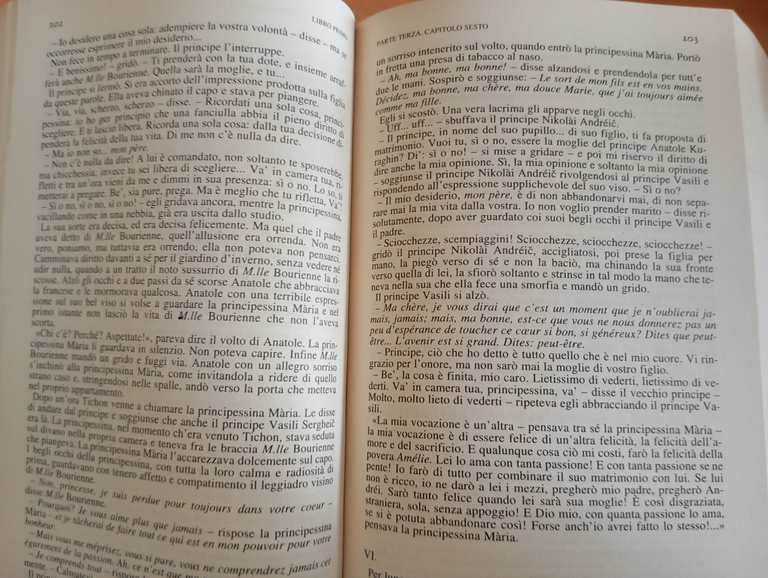 202
LIBRO PRIMO
– Io desidero una cosa sola: adempiere la vostra volontà – disse – ma se
occorresse esprimere il mio desiderio...
Non fece in tempo a terminare. Il principe l'interruppe.
– E benissimo! – gridò. – Ti prenderà con la tua dote, e insieme
ferà anche M.lle Bourienne. Quella sarà la moglie, e tu...
Il principe si fermò. Si era accorto dell'impressione prodotta sulla figlia
da queste parole. Ella aveva chinato il capo e stava per piangere.
– Via, via, scherzo, scherzo – disse. – Ricordati una sola cosa, princi-
pessina: io ho per principio che una fanciulla abbia il pieno diritto di
scegliere. E ti lascio libera. Ricorda una sola cosa: dalla tua decisione di-
penderà la felicità della tua vita. Di me non c'è nulla da dire.
– Ma io non so... mon père.
– Non c'è nulla da dire! A lui è comandato, non soltanto te sposerebbe,
ma chicchessia; invece tu sei libera di scegliere... Va' in camera tua, ri-
fletti e tra un'ora vieni da me e dimmi in sua presenza: sì o no. Lo so, ti
metterai a pregare. Be', sia pure, prega. Ma è meglio che tu rifletta, Va'!
– Sì o no, sì o no, sì o no! – egli gridava ancora, mentre la principessina,
vacillando come in una nebbia, già era uscita dallo studio.
La sua sorte era decisa, ed era decisa felicemente. Ma quel che il padre
aveva detto di M.lle Bourienne, quell'allusione era orrenda. Non era
vero, poniamo, ma tuttavia era orrendo; ella non poteva non pensarci.
Camminava diritto davanti a sé per il giardino d'inverno, senza vedere né
udir nulla, quando a un tratto il noto sussurrio di M.lle Bourienne la ri-
scosse. Alzò gli occhi e a due passi da sé scorse Anatole che abbracciava
la francese e le mormorava qualcosa. Anatole con una terribile espres-
sione sul suo bel viso si volse a guardare la principessina Mària e nel
primo istante non lasciò la vita di M.lle Bourienne che non l'aveva
scorta.
«Chi c'è? Perché? Aspettate!», pareva dire il volto di Anatole. La prin-
cipessina Mària li guardava in silenzio. Non poteva capire. Infine M.lle
Bourienne mandò un grido e fuggì via. Anatole con un allegro sorriso
s'inchinò alla principessina Mària, come invitandola a ridere di quello
strano caso e, stringendosi nelle spalle, andò verso la porta che metteva
nel proprio appartamento.
Dopo un'ora Tichon venne a chiamare la principessina Mària. Le disse
di andare dal principe e soggiunse che anche il principe Vasili Sergheič
era là. La principessina, nel momento ch'era venuto Tichon, stava seduta
sul divano nella propria camera e teneva fra le braccia M.lle Bourienne
che piangeva. La principessina Mària l'accarezzava dolcemente sul capo.
I begli occhi della principessina, con tutta la loro calma e radiosità di
prima, guardavano con tenero affetto e compatimento il leggiadro visino
di M.lle Bourienne.
– Non, princesse, je suis perdue pour toujours dans votre coeur –
disse M.lle Bourienne.
– Pourquoi? Je vous aime plus que jamais – rispose la principessina
Mària – et je tâcherai de faire tout ce qui est en mon pouvoir pour votre
bonheur.
– Mais vous me méprisez, vous si pure, vous ne comprendrez jamais cet
égarement de la passion. Ah, ce n'est que ma
– Je comprends tout – rispose
mente. – Calmatevi
PARTE TERZA. CAPITOLO SESTO
203
un sorriso intenerito sul volto, quando entrò la principessina Mària. Portò
in fretta una presa di tabacco al naso.
– Ah, ma bonne, ma bonne! – disse alzandosi e prendendola per tutt'e
due le mani. Sospirò e soggiunse: – Le sort de mon fils est en vos mains.
Décidez, ma bonne, ma chère, ma douce Marie, que j'ai toujours aimée
comme ma fille.
Egli si scostò. Una vera lacrima gli apparve negli occhi.
– Uff... uff... – sbuffava il principe Nikolài Andréič.
– Il principe, in nome del suo pupillo... di suo figlio, ti fa proposta di
matrimonio. Vuoi tu, sì o no, essere la moglie del principe Anatole Ku-
raghin? Di': sì o no! – si mise a gridare – e poi mi riservo il diritto di
dire anche la mia opinione. Sì, la mia opinione e soltanto la mia opinione
– soggiunse il principe Nikolài Andréič rivolgendosi al principe Vasili e
rispondendo all'espressione supplichevole del suo viso. – Sì o no?
– Il mio desiderio, mon père, è di non abbandonarvi mai, di non sepa-
rare mai la mia vita dalla vostra. Io non voglio prender marito – disse ri-
solutamente, dopo aver guardato coi suoi begli occhi il principe Vasili e
il padre.
– Sciocchezze, scempiaggini! Sciocchezze, sciocchezze, sciocchezze! –
gridò il principe Nikolài Andréič, accigliatosi, poi prese la figlia per
mano, la piegò verso di sé e non la baciò, ma chinando la sua fronte
verso quella di lei, la sfiorò soltanto e strinse in tal modo la mano che te-
neva nella sua che ella fece una smorfia e mandò un grido.
Il principe Vasili si alzò.
– Ma chère, je vous dirai que c'est un moment que je n'oublierai ja-
mais, jamais; mais, ma bonne, est-ce que vous ne nous donnerez pas un
peu d'espérance de toucher ce cœur si bon, si généreux? Dites que peut-
être... L'avenir est si grand. Dites: peut-être.
– Principe, ciò che ho detto è tutto quello che è nel mio cuore. Vi rin-
grazio per l'onore, ma non sarò mai la moglie di vostro figlio.
– Be', la cosa è finita, mio caro. Lietissimo di vederti, lietissimo di ve-
derti. Va' in camera tua, principessina, va' – disse il vecchio principe –
Molto, molto lieto di vederti – ripeteva egli abbracciando il principe Va-
sili.
«La mia vocazione è un'altra – pensava tra sé la principessina Mària –
la mia vocazione è di essere felice di un'altra felicità, la felicità dell'a-
more e del sacrificio. E qualunque cosa ciò mi costi, farò la felicità della
povera Amélie. Lei lo ama con tanta passione! E con tanta passione se ne
pente! Io farò di tutto per combinare il suo matrimonio con lui. Se lui
non è ricco, io ne darò a lei i mezzi, pregherò mio padre, pregherò An-
dréi. Sarò tanto felice quando lei sarà sua moglie! È così disgraziata,
straniera, sola, senza appoggio! E Dio mio, con quanta passione lo ama,
se si è potuta abbandonare così! Forse anch'io avrei fatto lo stesso!...»
pensava la principessina Mària.
VI.